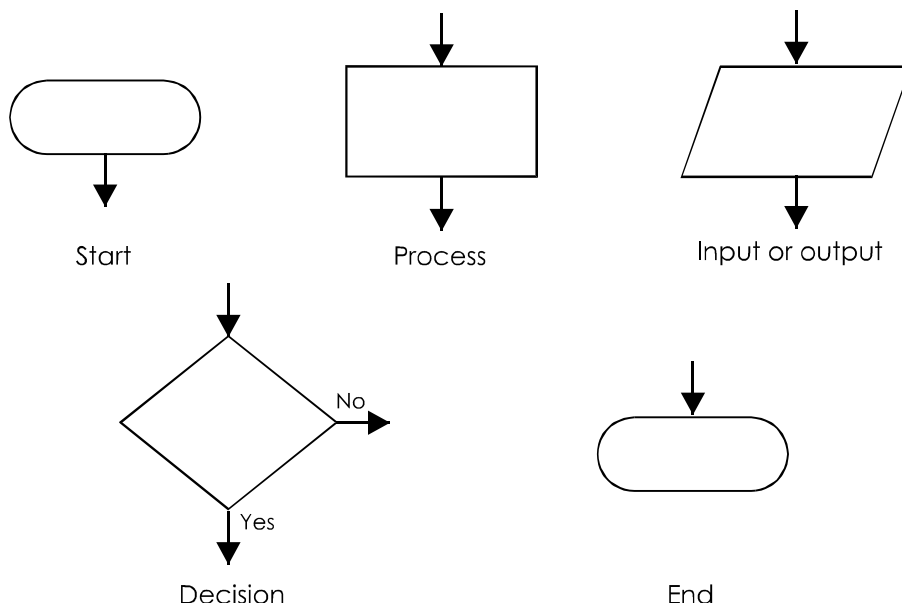 Start
Process
Input or output
No
Yes
Decision
End